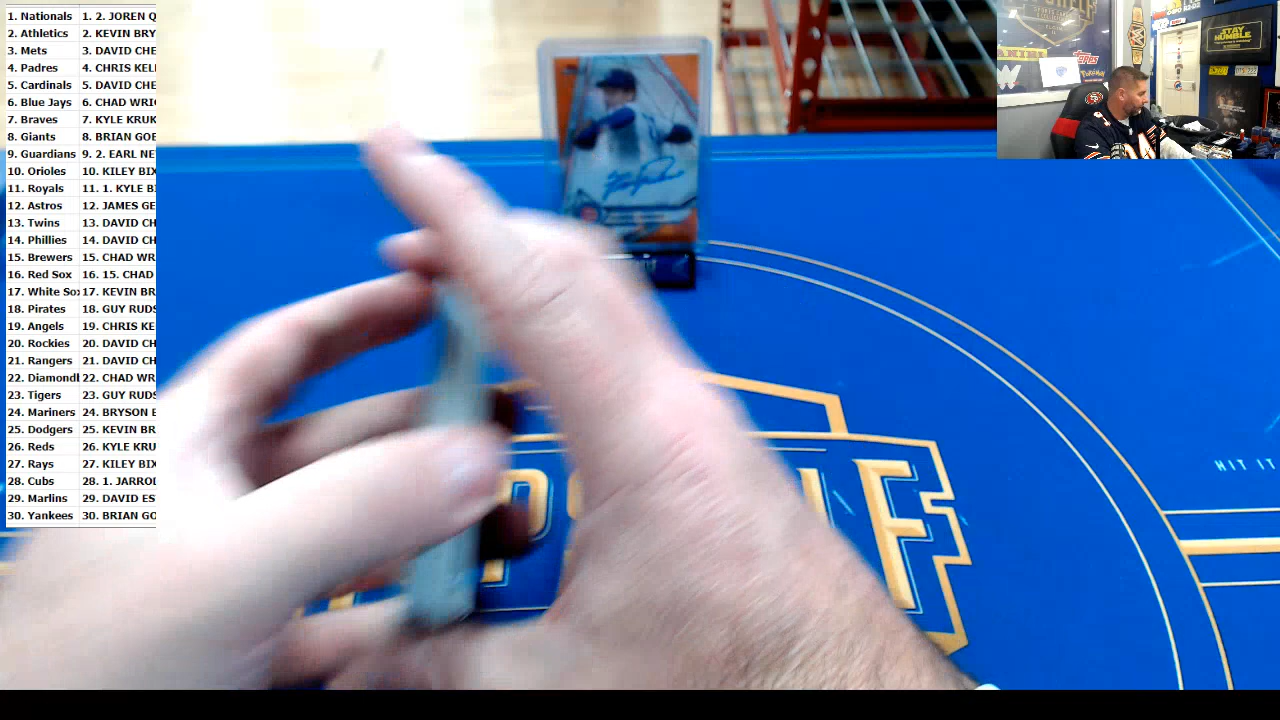 1. Nationals 1. 2. JOREN Q
2. Athletics 2. KEVIN BRY
3. Mets 3. DAVID CHE
4. Padres 4. CHRIS KELI
5. Cardinals 5. DAVID CHE
6. Blue Jays 6. CHAD WRIG
7. Braves 7. KYLE KRUK
8. Giants 8. BRIAN GOE
9. Guardians 9. 2. EARL NE
10. Orioles 10. KILEY BIX
11. Royals 11. 1. KYLE BI
12. Astros 12. JAMES GE
13. Twins 13. DAVID CH
14. Phillies 14. DAVID CH
15. Brewers 15. CHAD WR
16. Red Sox 16. 15. CHAD
17. White Sox 17. KEVIN BR
18. Pirates 18. GUY RUDS
19. Angels 19. CHRIS KE
20. Rockies 20. DAVID CH
21. Rangers 21. DAVID CH
22. Diamond 22. CHAD WR
23. Tigers 23. GUY RUDS
24. Mariners 24. BRYSON E
25. Dodgers 25. KEVIN BR
26. Reds 26. KYLE KRU
27. Rays 27. KILEY BIX
28. Cubs 28. 1. JARROL
29. Marlins 29. DAVID ES
30. Yankees 30. BRIAN GO
STAY
HUMBLE
PANINI
Topps
HIT IT